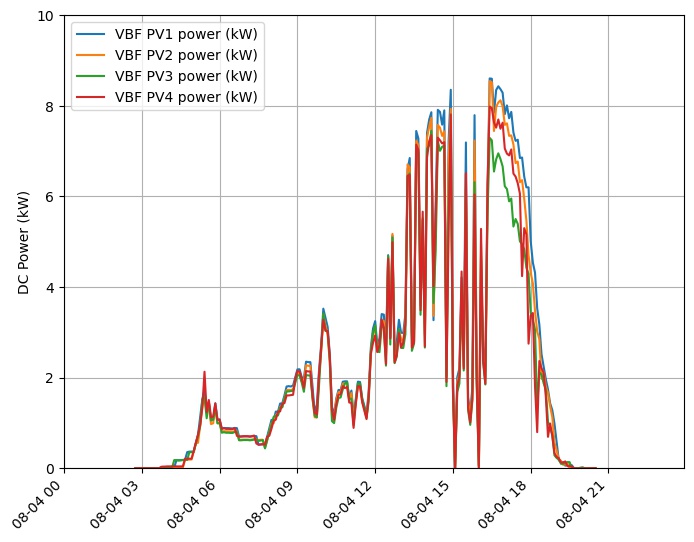 10
8
6
4
2
0
DC Power (kW)
VBF PV1 power (kW)
VBF PV2 power (kW)
VBF PV3 power (kW)
VBF PV4 power (kW)
08-04 00
08-04 03
08-04 06
08-04 09
08-04 12
08-04 15
08-04 18
08-04 21